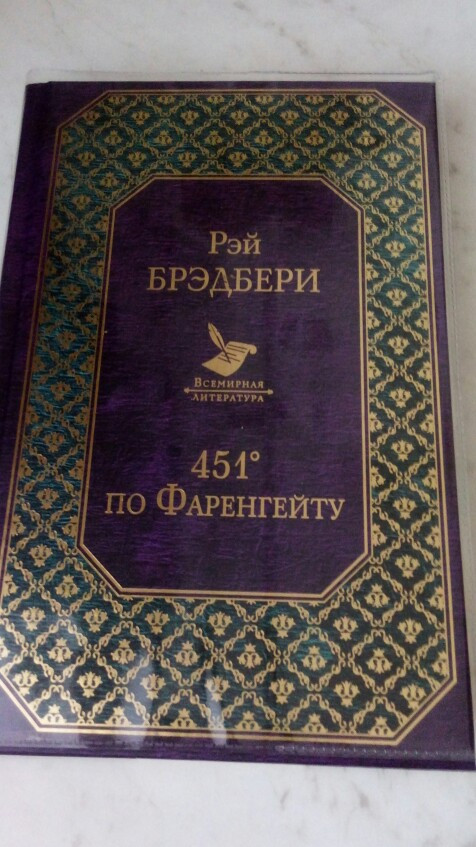 Рэй
БРЭДБЕРИ
Всемирная
литература
451°
по Фаренгейту